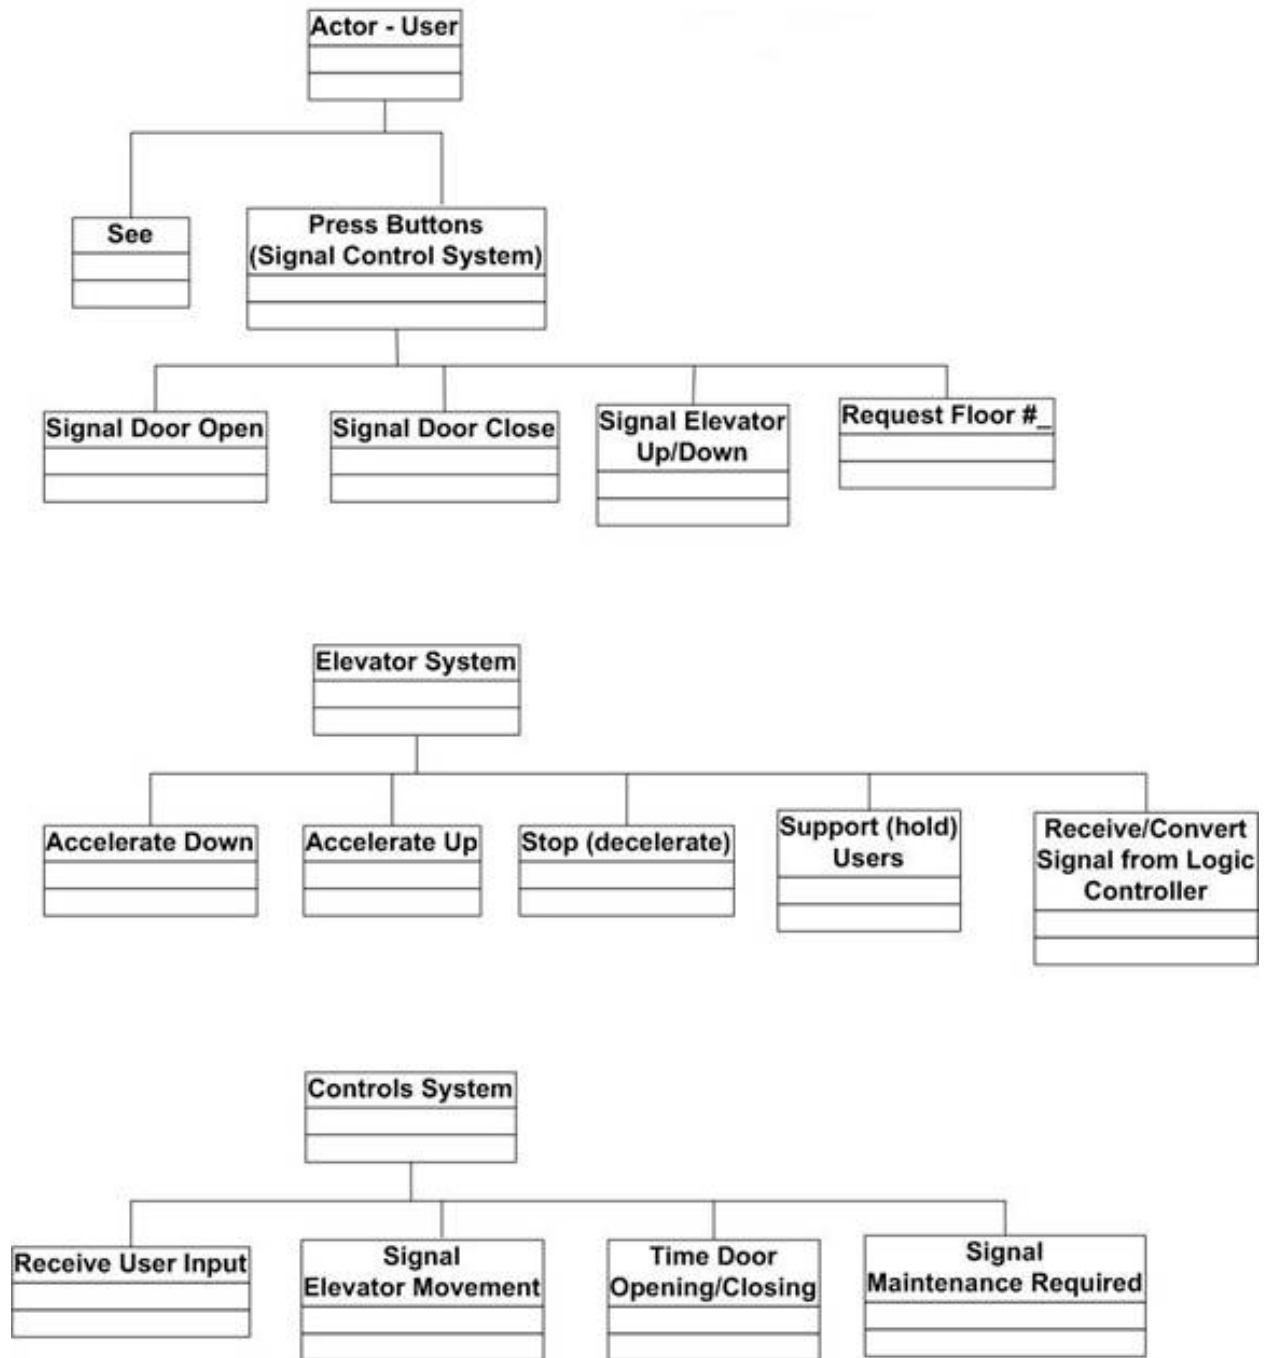 Actor - User
See
Press Buttons
(Signal Control System)
Signal Door Open
Signal Door Close
Signal Elevator
Up/Down
Request Floor #_
Elevator System
Accelerate Down
Accelerate Up
Stop (decelerate)
Support (hold)
Users
Receive/Convert
Signal from Logic
Controller
Controls System
Receive User Input
Signal
Elevator Movement
Time Door
Opening/Closing
Signal
Maintenance Required